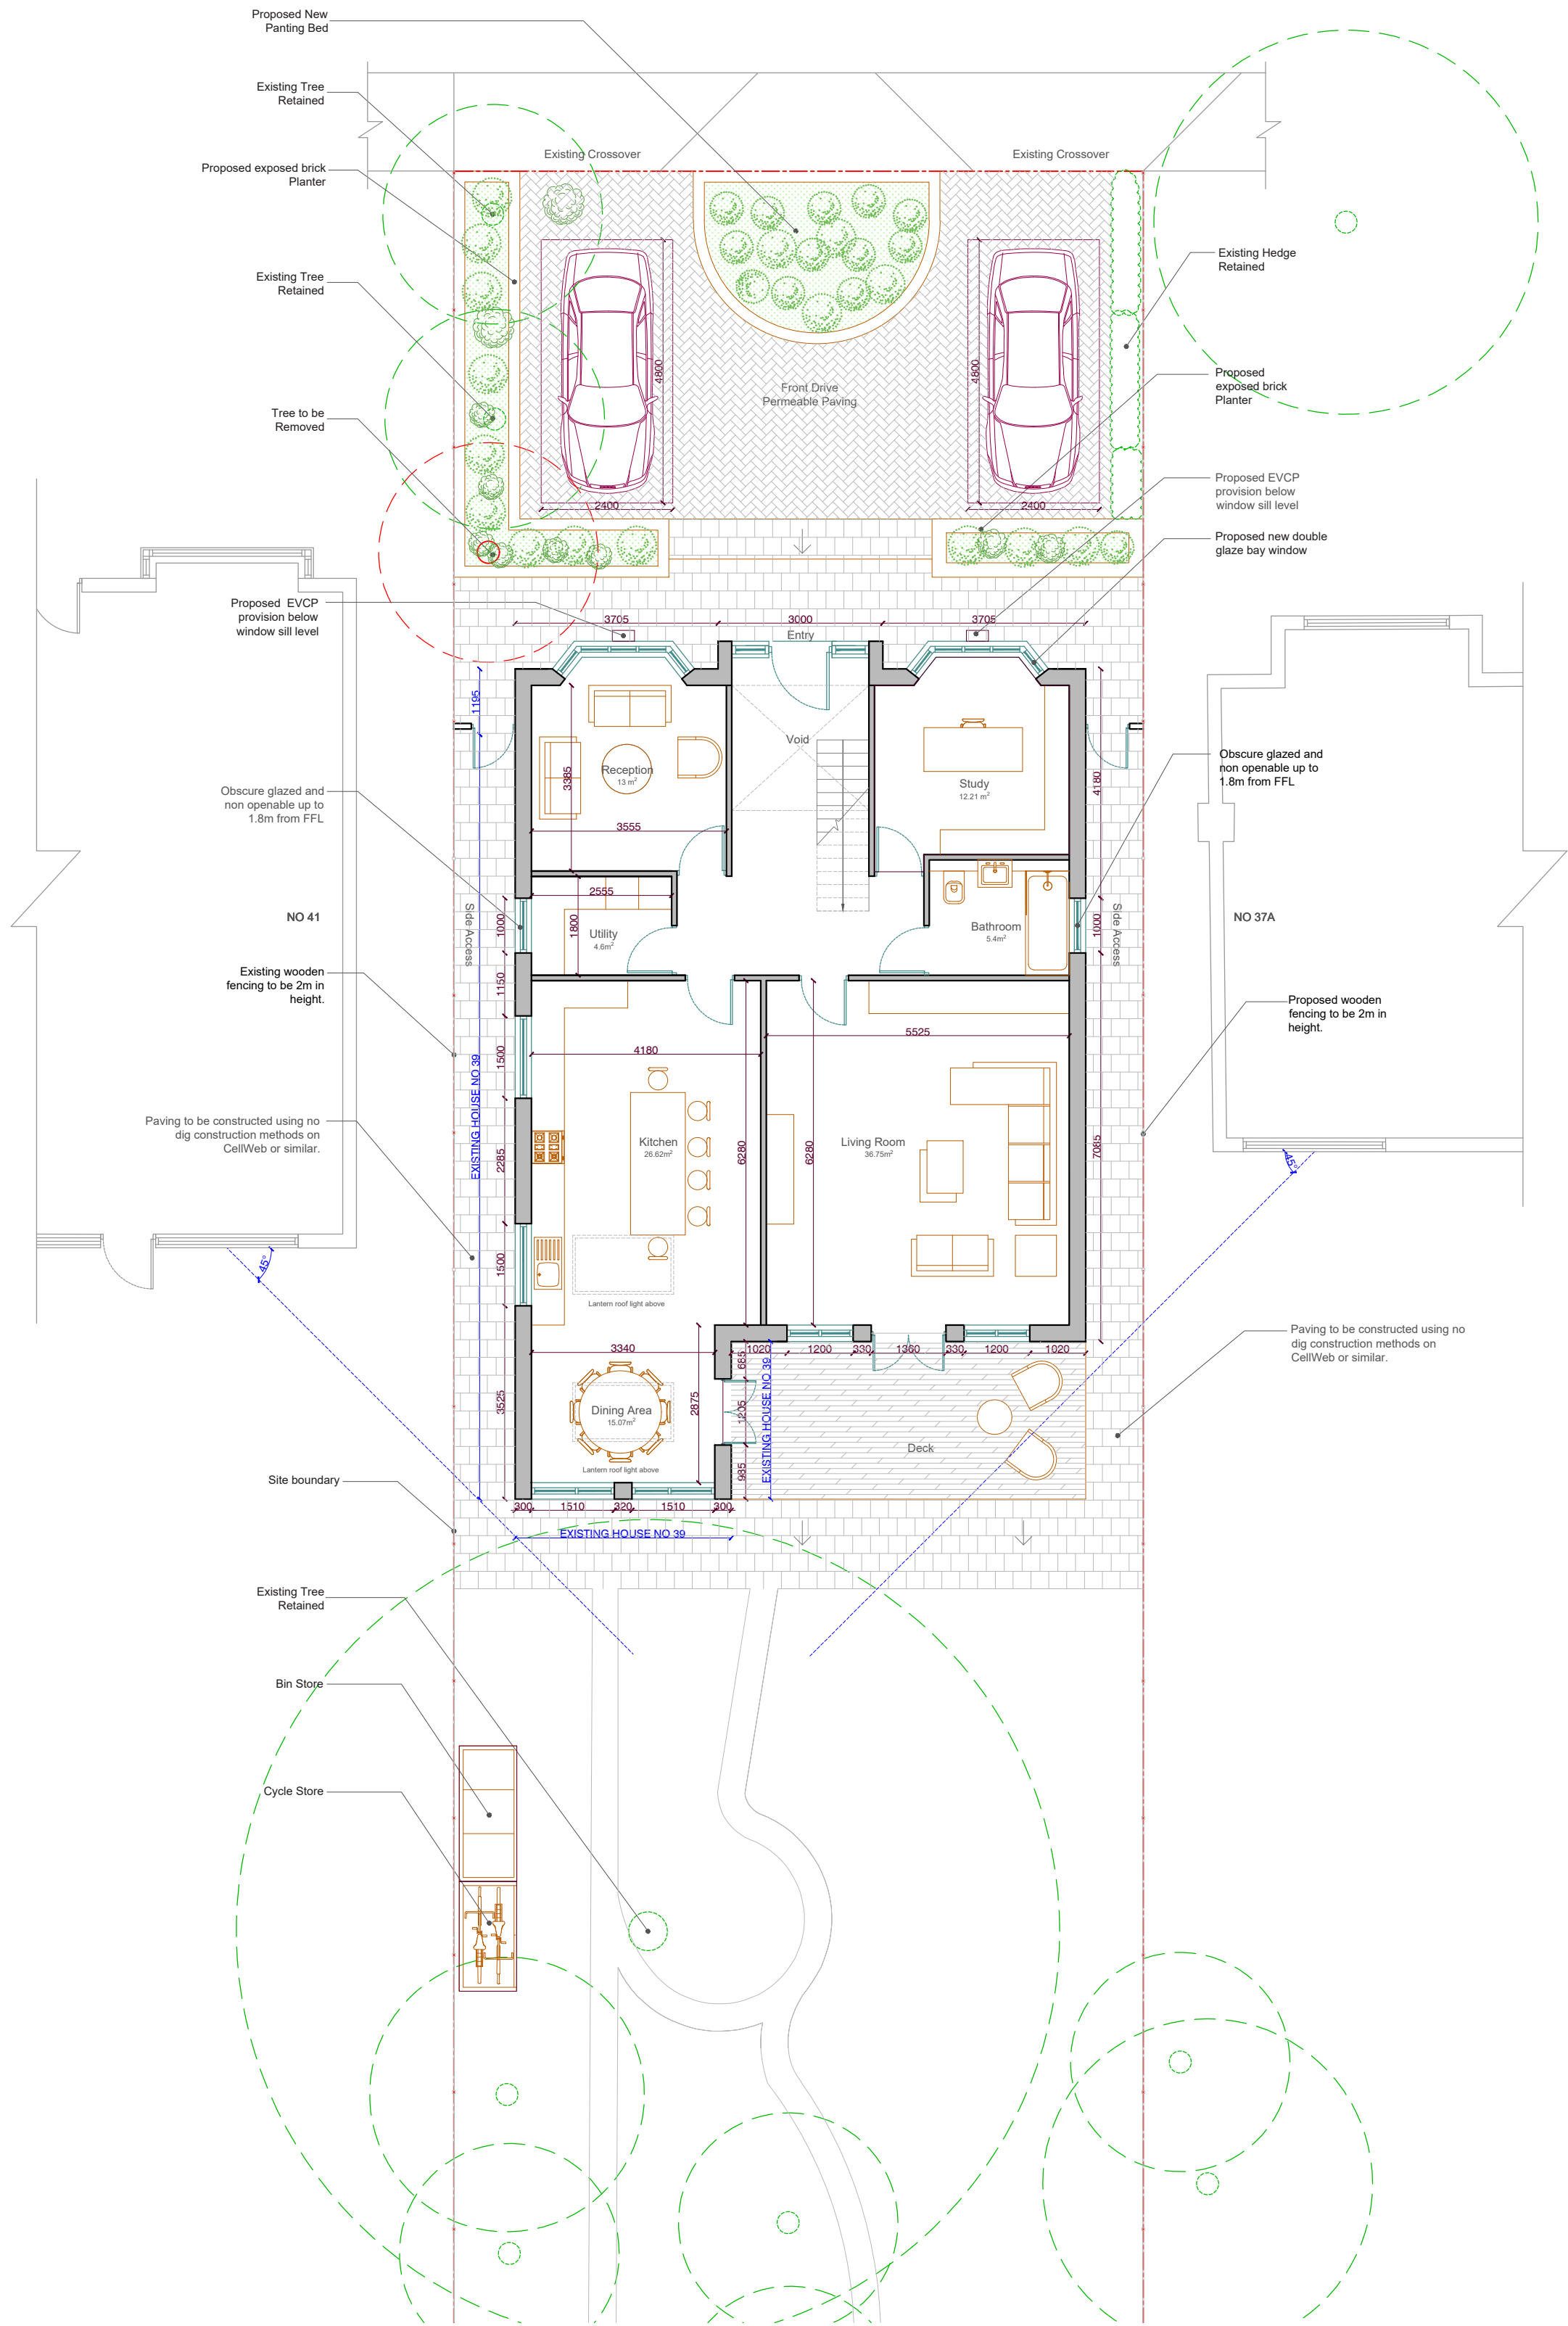 Proposed New
Panting Bed
Existing Tree
Retained
Existing Crossover
Existing Crossover
Proposed exposed brick
Planter
Existing Hedge
Retained
Existing Tree
Retained
4800
4800
Front Drive
Permeable Paving
Proposed
exposed brick
Planter
Tree to be
Removed
2400
2400
Proposed EVCP
provision below
window sill level
Proposed new double
glaze bay window
Proposed EVCP
provision below
window sill level
3705
3000
3705
Entry
1195
Void
Reception
13 m²
3385
3555
Study
12.21 m²
4180
Obscure glazed and
non openable up to
1.8m from FFL
Obscure glazed and
non openable up to
1.8m from FFL
2555
1800
Utility
4.6m²
Bathroom
5.4m²
1000
1000
Side Access
Side Access
NO 41
NO 37A
Existing wooden
fencing to be 2m in
height.
Proposed wooden
fencing to be 2m in
height.
1150
1500
4180
5525
EXISTING HOUSE NO 39
Paving to be constructed using no
dig construction methods on
CellWeb or similar.
2285
Kitchen
26.62m²
6280
6280
Living Room
36.75m²
7085
45°
45°
1500
Lantern roof light above
Paving to be constructed using no
dig construction methods on
CellWeb or similar.
3340
685
1020
1200
330
1360
330
1200
1020
3525
Dining Area
15.07m²
2875
1205
EXISTING HOUSE NO 39
Deck
Lantern roof light above
985
Site boundary
300
1510
320
1510
300
EXISTING HOUSE NO 39
Existing Tree
Retained
Bin Store
Cycle Store